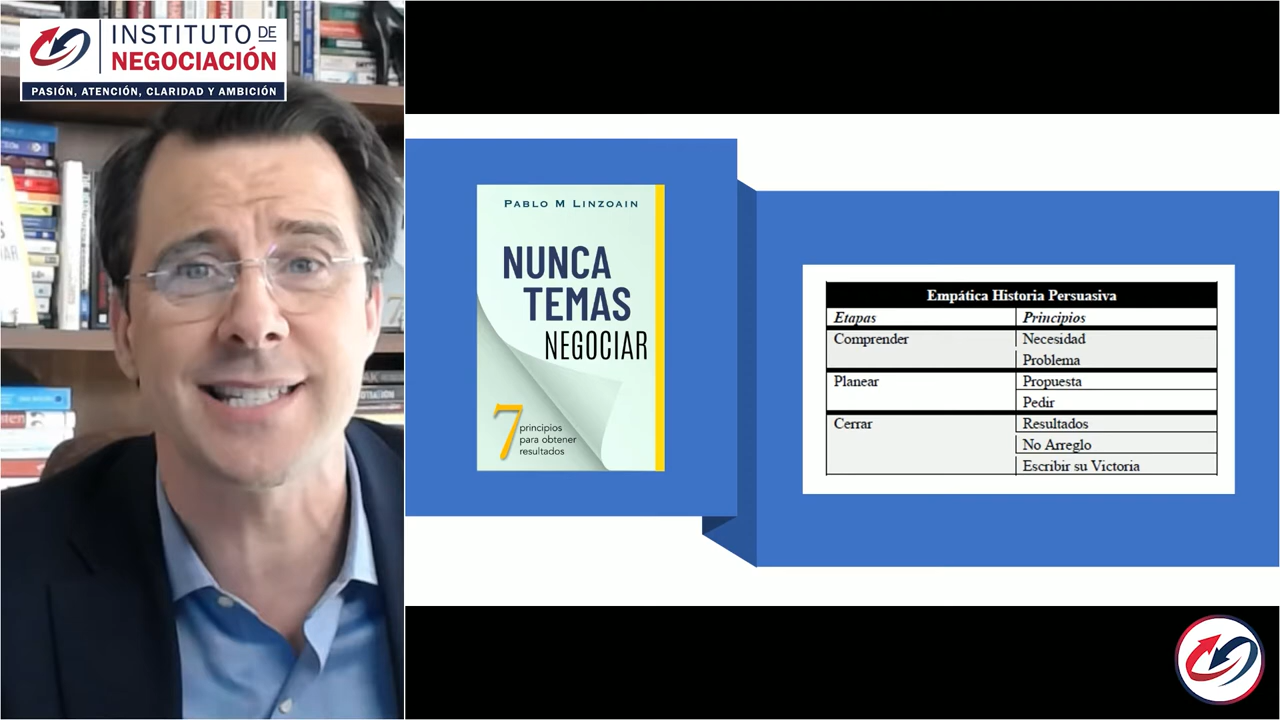 INSTITUTO DE
NEGOCIACIÓN
PASIÓN, ATENCIÓN, CLARIDAD Y AMBICIÓN
PABLO M LINZOAIN
NUNCA
TEMAS
NEGOCIAR
7 principios
para obtener
resultados
Empática Historia Persuasiva
Etapas Principios
Comprender Necesidad
Problema
Planear Propuesta
Pedir
Cerrar Resultados
No Arreglo
Escribir su Victoria